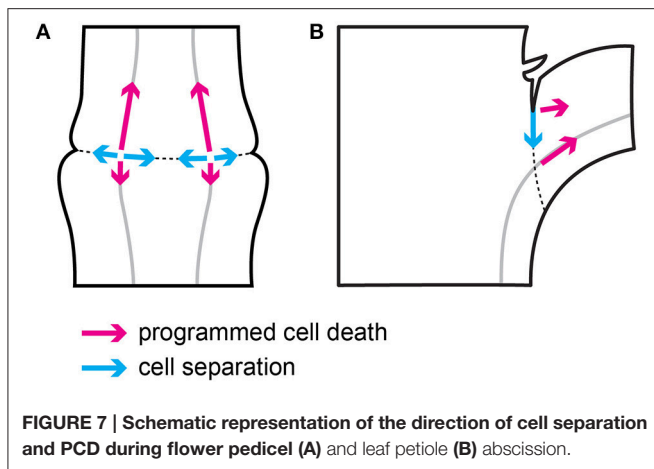 A
B
programmed cell death
cell separation
FIGURE 7 | Schematic representation of the direction of cell separation
and PCD during flower pedicel (A) and leaf petiole (B) abscission.